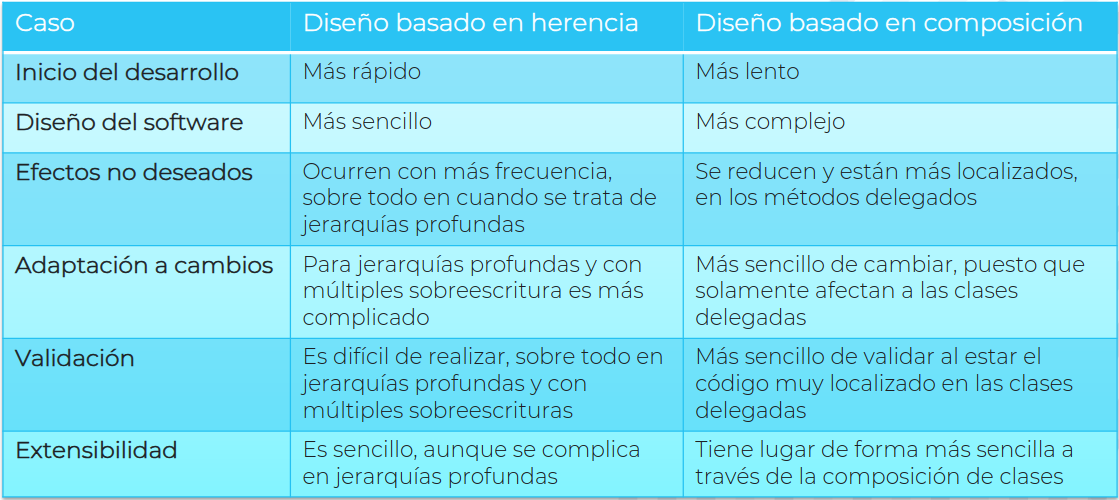 Caso
Diseño basado en herencia
Diseño basado en composición
Inicio del desarrollo
Más rápido
Más lento
Diseño del software
Más sencillo
Más complejo
Efectos no deseados
Ocurren con más frecuencia,
sobre todo en cuando se trata de
jerarquías profundas
Se reducen y están más localizados,
en los métodos delegados
Adaptación a cambios
Para jerarquías profundas y con
múltiples sobreescritura es más
complicado
Más sencillo de cambiar, puesto que
solamente afectan a las clases
delegadas
Validación
Es difícil de realizar, sobre todo en
jerarquías profundas y con
múltiples sobreescrituras
Más sencillo de validar al estar el
código muy localizado en las clases
delegadas
Extensibilidad
Es sencillo, aunque se complica
en jerarquías profundas
Tiene lugar de forma más sencilla a
través de la composición de clases